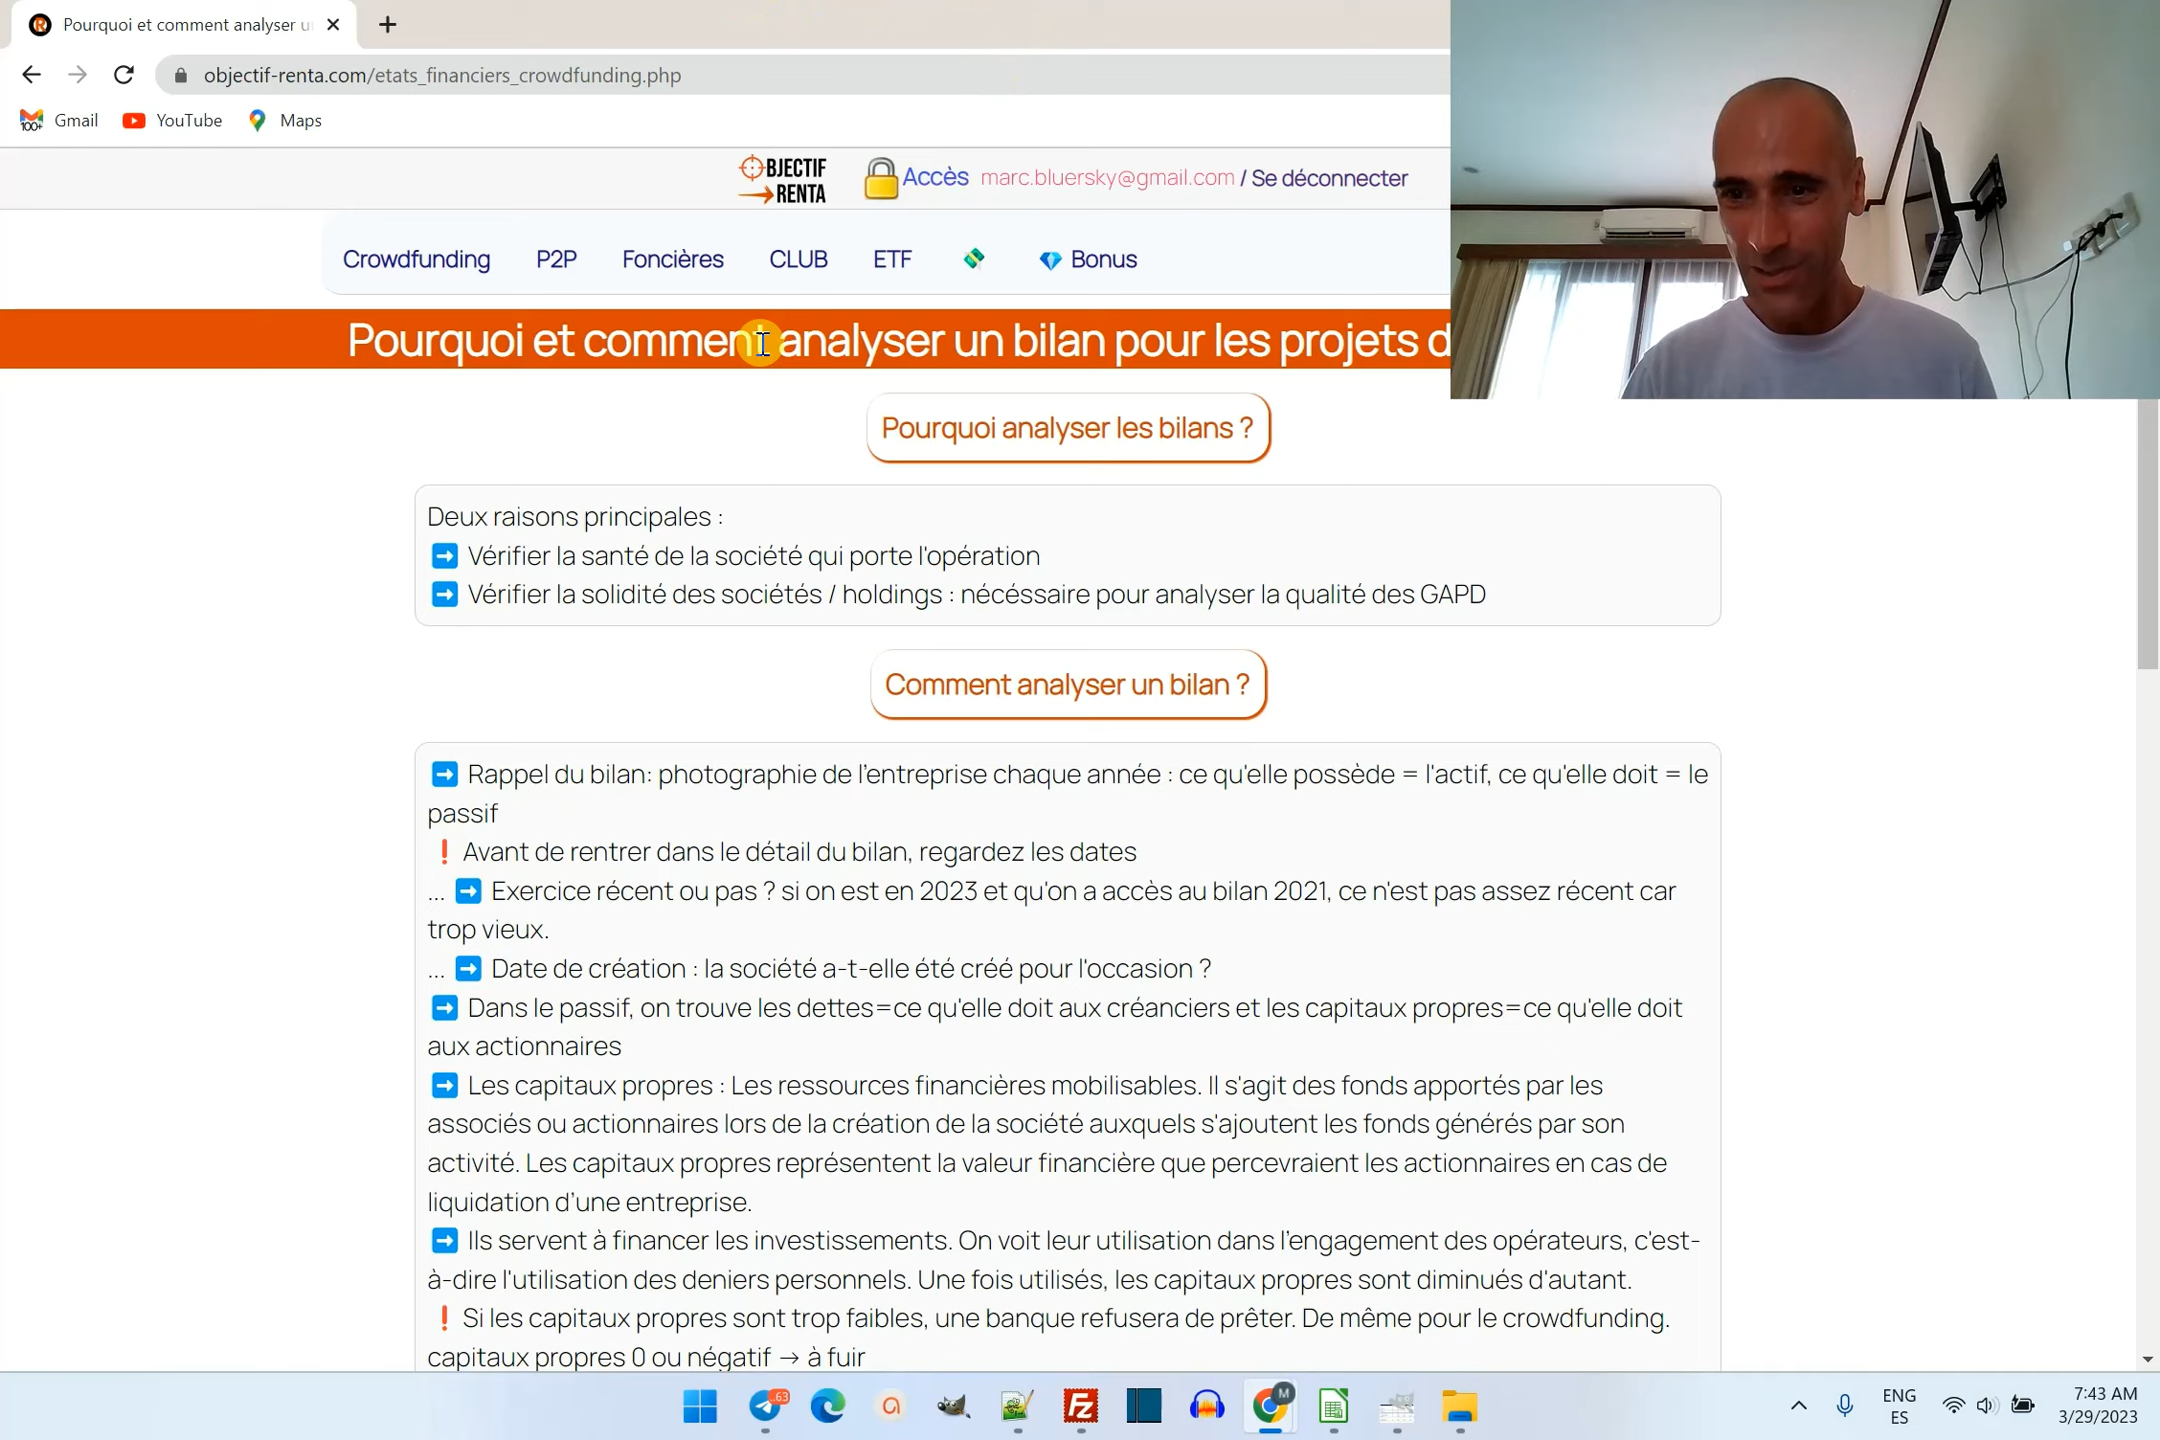 Pourquoi et comment analyser u
objectif-renta.com/etats_financiers_crowdfunding.php
Gmail YouTube Maps
BJECTIF
RENTA
Accès marc.bluersky@gmail.com / Se déconnecter
Crowdfunding P2P Foncières CLUB ETF Bonus
Pourquoi et comment analyser un bilan pour les projets d
Pourquoi analyser les bilans ?
Deux raisons principales :
Vérifier la santé de la société qui porte l'opération
Vérifier la solidité des sociétés / holdings : nécéssaire pour analyser la qualité des GAPD
Comment analyser un bilan ?
Rappel du bilan: photographie de l'entreprise chaque année : ce qu'elle possède = l'actif, ce qu'elle doit = le
passif
❗ Avant de rentrer dans le détail du bilan, regardez les dates
... ➡ Exercice récent ou pas ? si on est en 2023 et qu'on a accès au bilan 2021, ce n'est pas assez récent car
trop vieux.
... ➡ Date de création : la société a-t-elle été créé pour l'occasion ?
Dans le passif, on trouve les dettes=ce qu'elle doit aux créanciers et les capitaux propres=ce qu'elle doit
aux actionnaires
Les capitaux propres : Les ressources financières mobilisables. Il s'agit des fonds apportés par les
associés ou actionnaires lors de la création de la société auxquels s'ajoutent les fonds générés par son
activité. Les capitaux propres représentent la valeur financière que percevraient les actionnaires en cas de
liquidation d'une entreprise.
Ils servent à financer les investissements. On voit leur utilisation dans l'engagement des opérateurs, c'est-
à-dire l'utilisation des deniers personnels. Une fois utilisés, les capitaux propres sont diminués d'autant.
❗ Si les capitaux propres sont trop faibles, une banque refusera de prêter. De même pour le crowdfunding.
capitaux propres 0 ou négatif → à fuir
63
M
ENG
ES
7:43 AM
3/29/2023